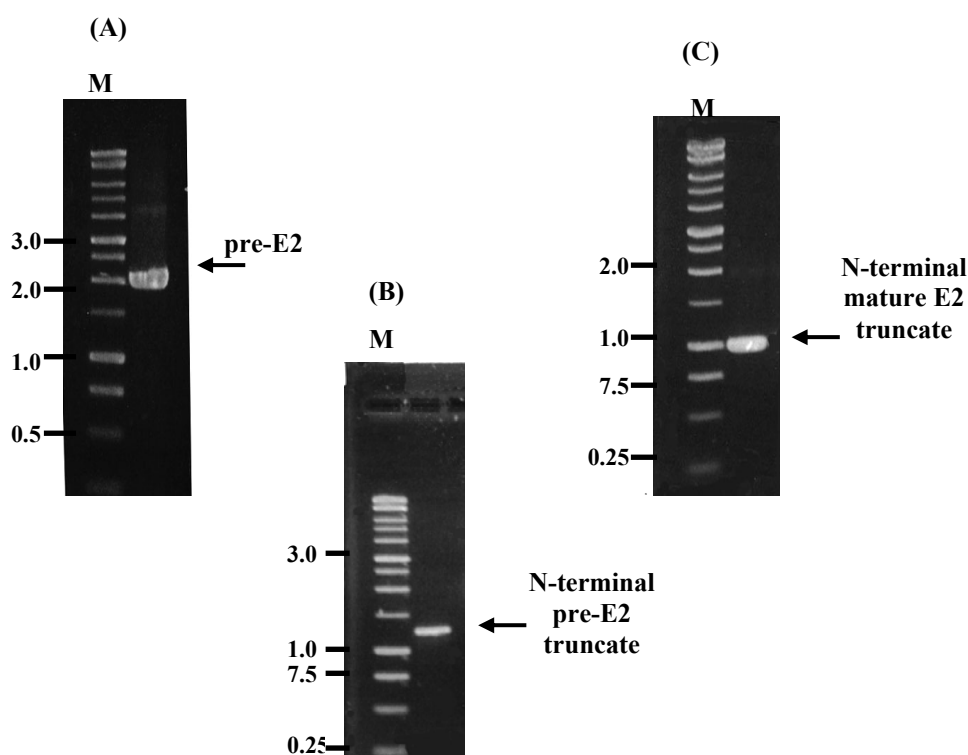 (A)
M
3.0
2.0
1.0
0.5
pre-E2
(B)
M
3.0
1.0
7.5
0.25
N-terminal
pre-E2
truncate
(C)
M
2.0
1.0
7.5
0.25
N-terminal
mature E2
truncate